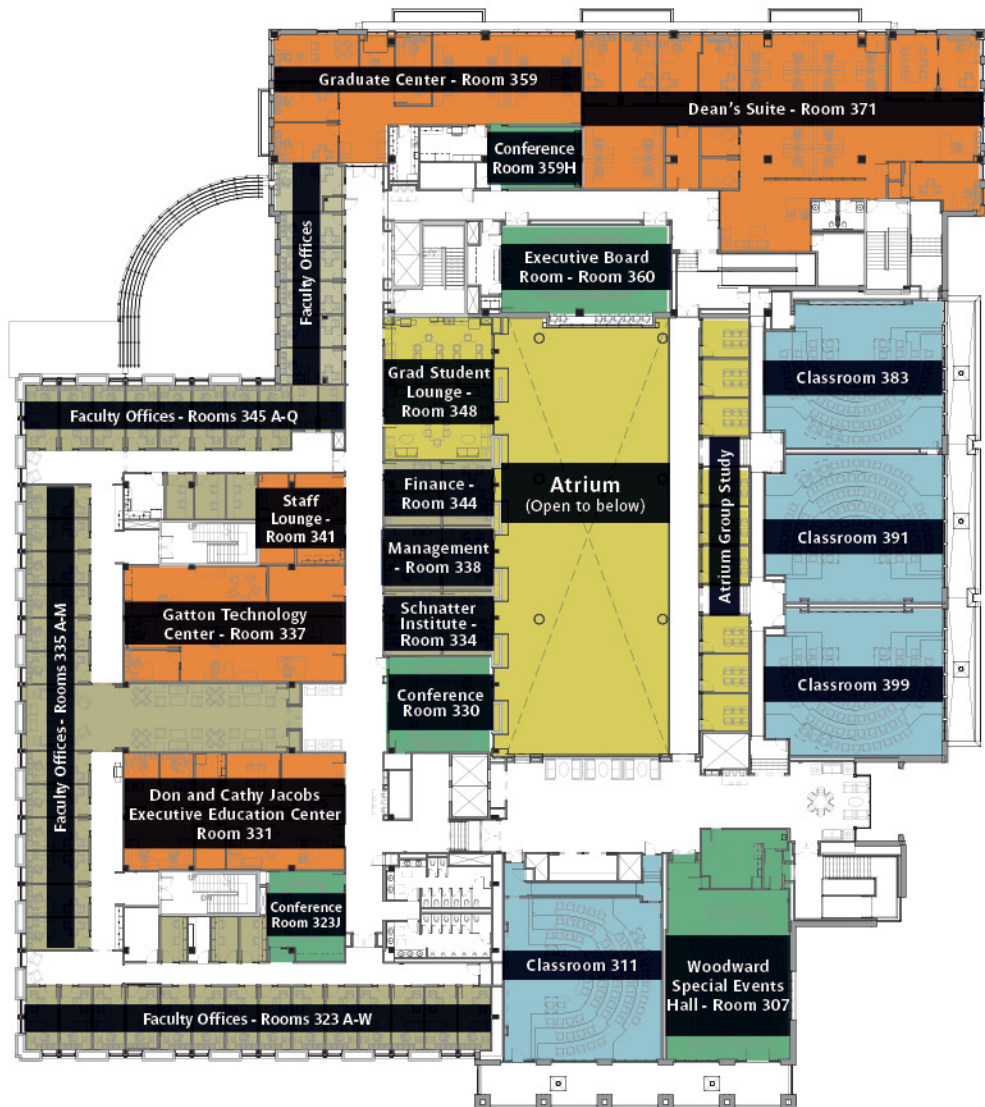 Graduate Center - Room 359
Dean's Suite - Room 371
Conference
Room 359H
Faculty Offices
Executive Board
Room - Room 360
Grad Student
Lounge -
Room 348
Classroom 383
Faculty Offices - Rooms 345 A-Q
Staff
Lounge -
Room 341
Finance -
Room 344
Atrium
(Open to below)
Atrium Group Study
Management
- Room 338
Classroom 391
Faculty Offices - Rooms 335 A-M
Gatton Technology
Center - Room 337
Schnatter
Institute -
Room 334
Conference
Room 330
Classroom 399
Don and Cathy Jacobs
Executive Education Center
Room 331
Conference
Room 323J
Classroom 311
Woodward
Special Events
Hall - Room 307
Faculty Offices - Rooms 323 A-W